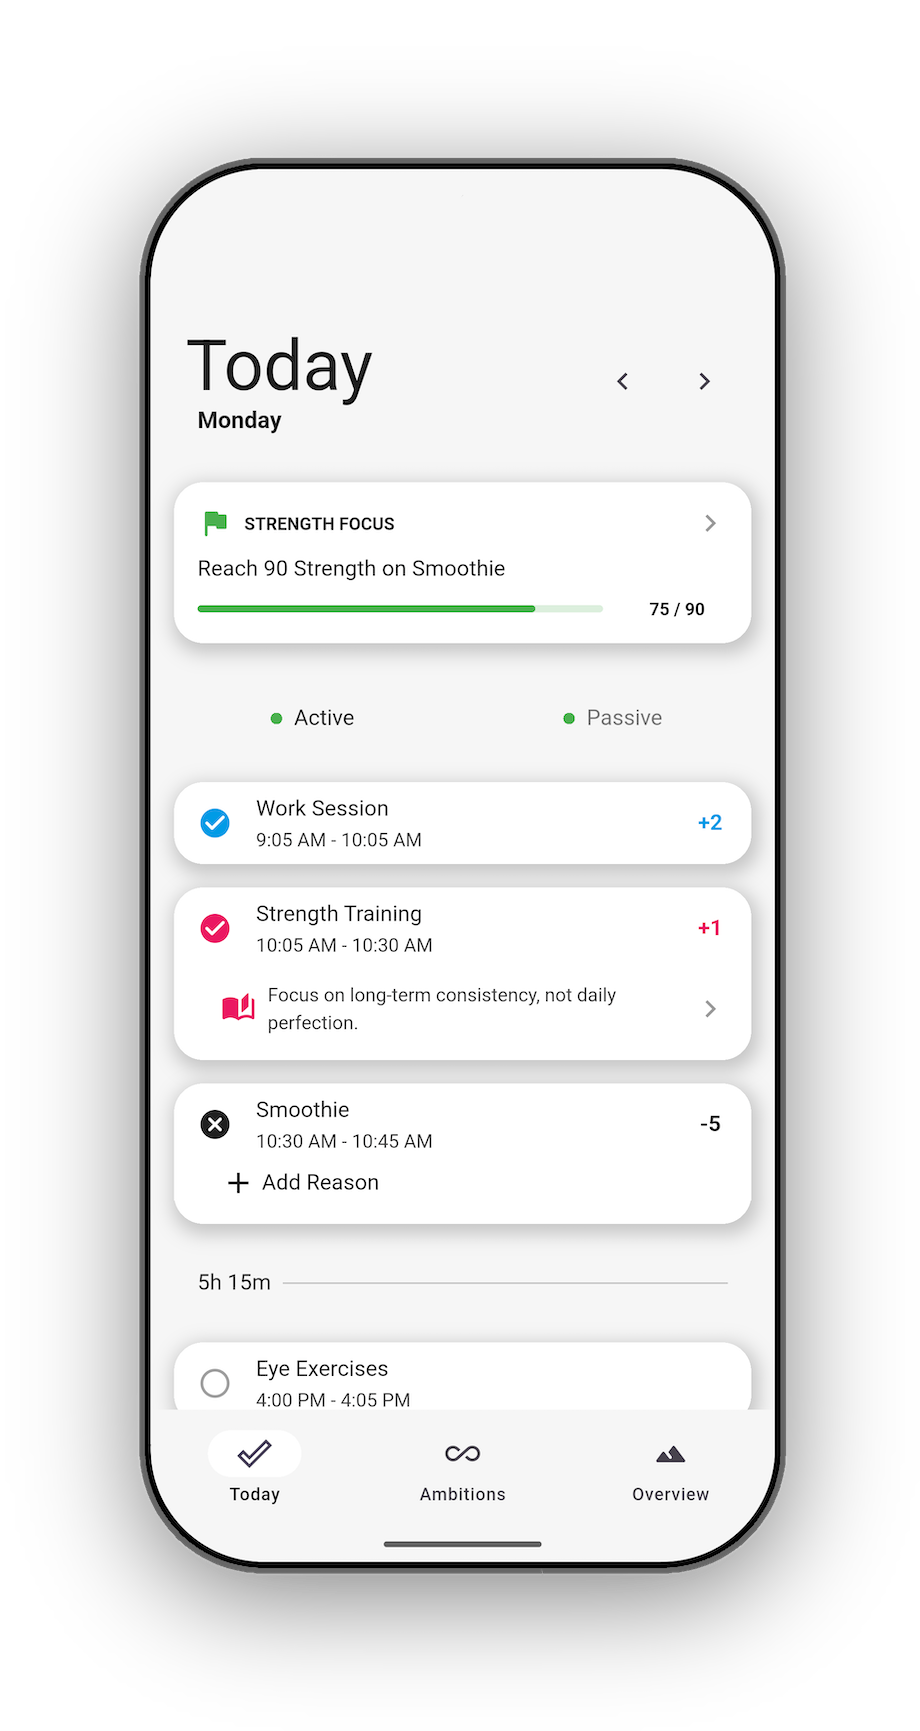 Today
Monday
STRENGTH FOCUS
Reach 90 Strength on Smoothie
75 / 90
Active
Passive
Work Session
9:05 AM - 10:05 AM
+2
Strength Training
10:05 AM - 10:30 AM
+1
Focus on long-term consistency, not daily
perfection.
Smoothie
10:30 AM - 10:45 AM
-5
Add Reason
5h 15m
Eye Exercises
4:00 PM - 4:05 PM
Today
Ambitions
Overview